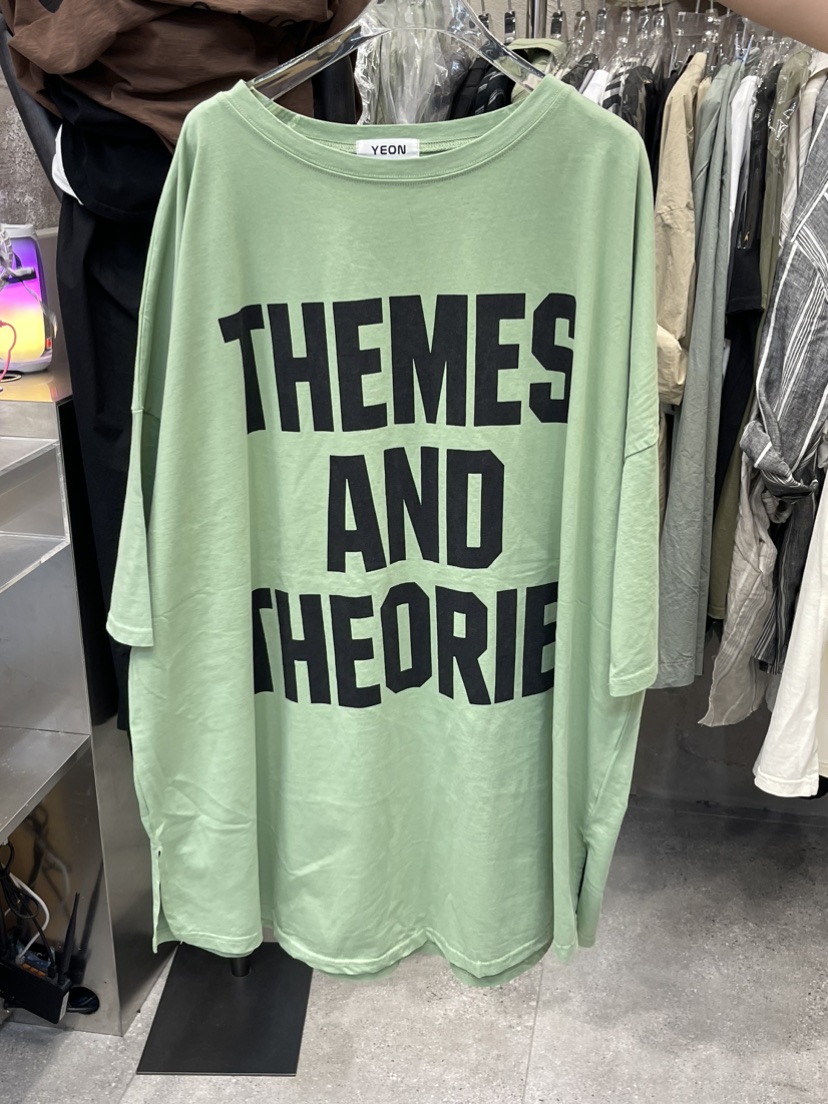 YEON
THEMES
AND
THEORIE